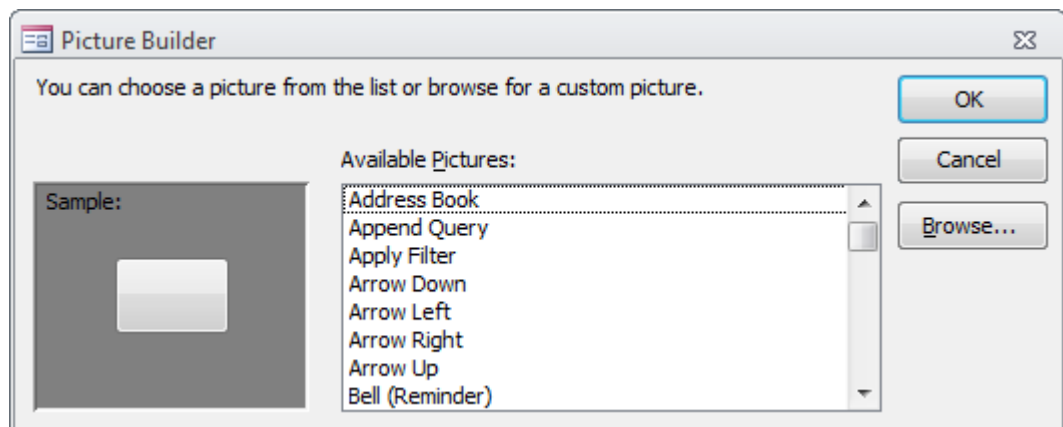 Picture Builder
You can choose a picture from the list or browse for a custom picture.
OK
Available Pictures:
Cancel
Sample:
Address Book
Append Query
Browse...
Apply Filter
Arrow Down
Arrow Left
Arrow Right
Arrow Up
Bell (Reminder)